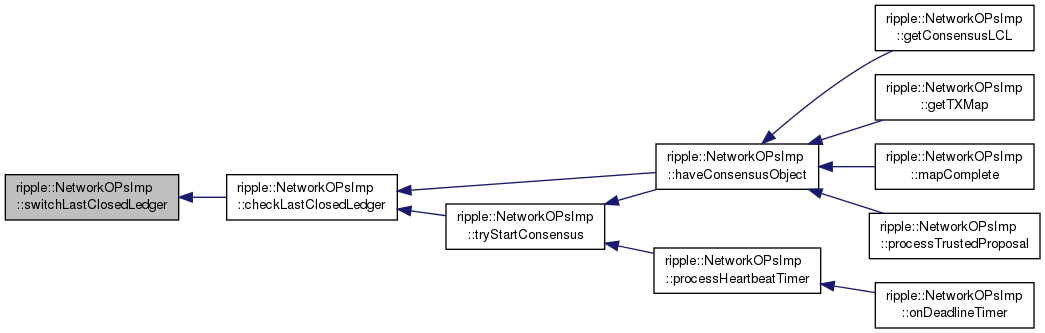 ripple::NetworkOPsImp
::switchLastClosedLedger
ripple::NetworkOPsImp
::checkLastClosedLedger
ripple::NetworkOPsImp
::haveConsensusObject
ripple::NetworkOPsImp
::tryStartConsensus
ripple::NetworkOPsImp
::processHeartbeatTimer
ripple::NetworkOPsImp
::getConsensusLCL
ripple::NetworkOPsImp
::getTXMap
ripple::NetworkOPsImp
::mapComplete
ripple::NetworkOPsImp
::processTrustedProposal
ripple::NetworkOPsImp
::onDeadlineTimer